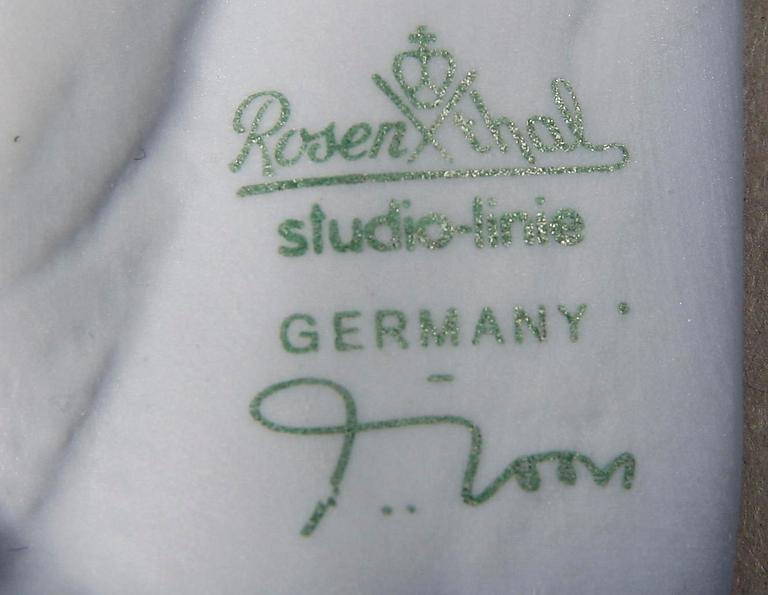 Rosenthal
studio-linie
GERMANY